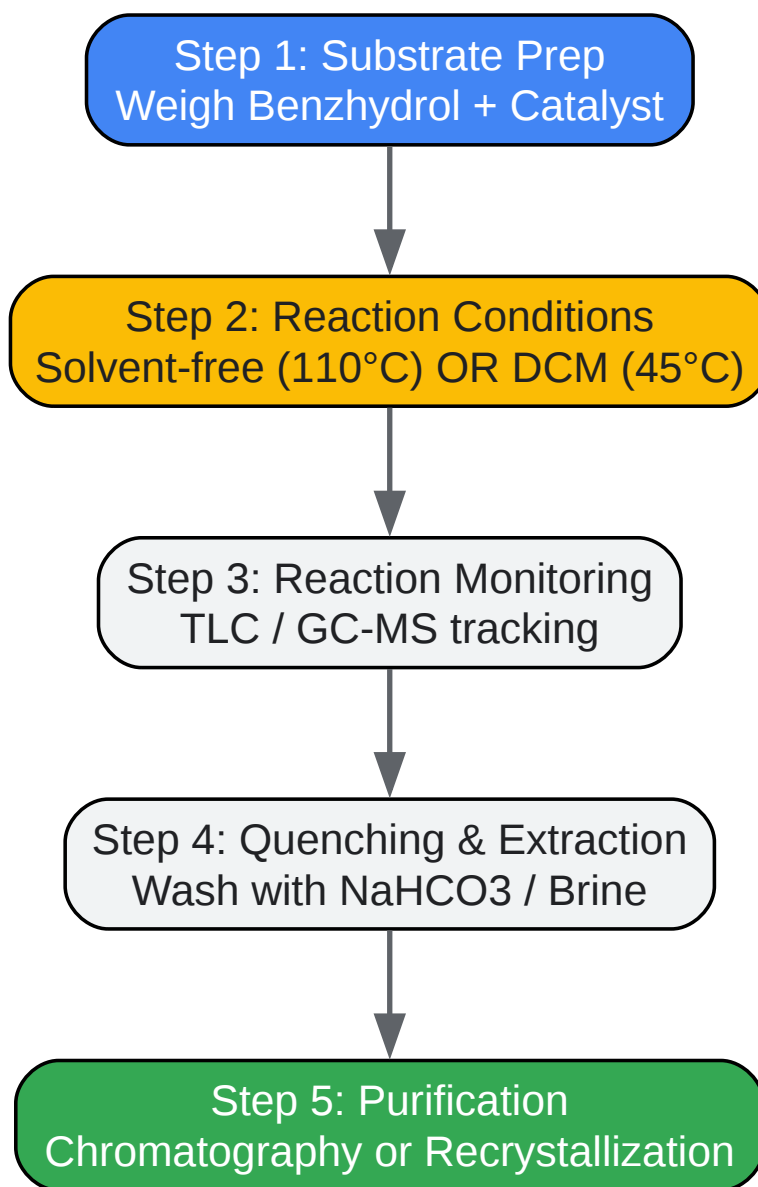 Step 1: Substrate Prep
Weigh Benzhydrol + Catalyst
Step 2: Reaction Conditions
Solvent-free (110°C) OR DCM (45°C)
Step 3: Reaction Monitoring
TLC / GC-MS tracking
Step 4: Quenching & Extraction
Wash with NaHCO3 / Brine
Step 5: Purification
Chromatography or Recrystallization